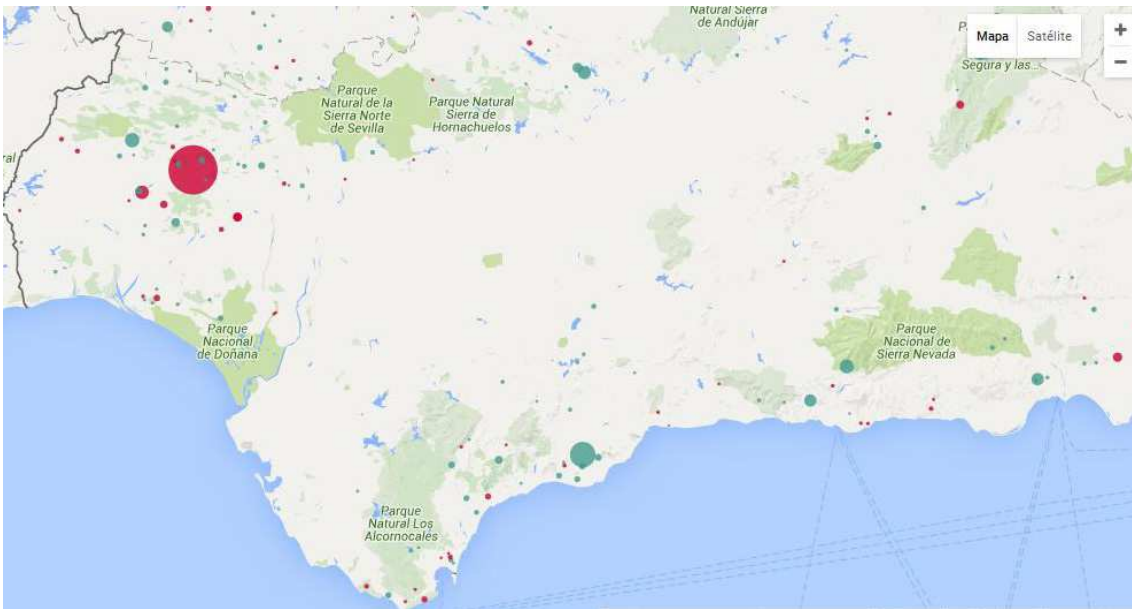 Natural Sierra
de Andújar
Mapa
Satélite
+
−
Segura y las...
Parque
Natural de la
Sierra Norte
de Sevilla
Parque Natural
Sierra de
Hornachuelos
ral
Parque
Nacional
de Doñana
Parque
Nacional de
Sierra Nevada
Parque
Natural Los
Alcornocales